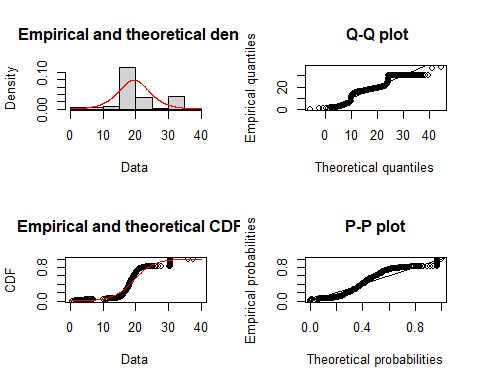 Empirical and theoretical den
Density
0.00 0.10
0 10 20 30 40
Data
Q-Q plot
Empirical quantiles
0 20
0 10 20 30 40
Theoretical quantiles
Empirical and theoretical CDF
CDF
0.0 0.8
0 10 20 30 40
Data
P-P plot
Empirical probabilities
0.0 0.8
0.0 0.4 0.8
Theoretical probabilities